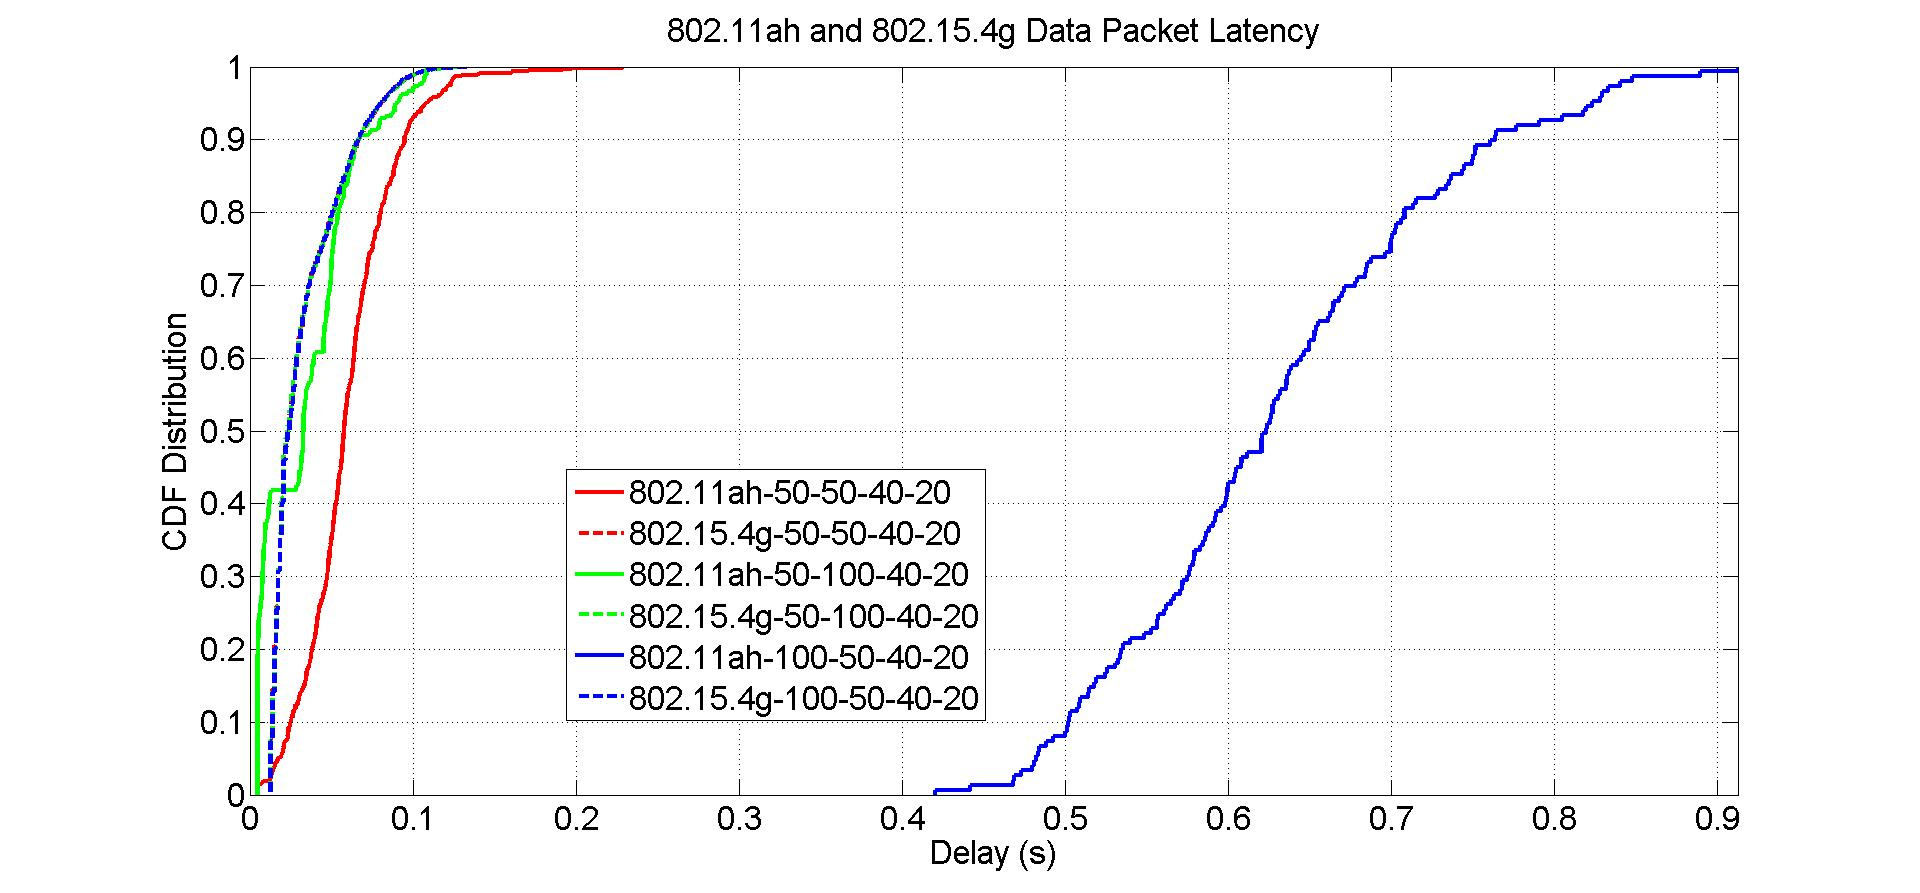 802.11ah and 802.15.4g Data Packet Latency
1
0.9
0.8
0.7
0.6
0.5
0.4
0.3
0.2
0.1
0
CDF Distribution
802.11ah-50-50-40-20
802.15.4g-50-50-40-20
802.11ah-50-100-40-20
802.15.4g-50-100-40-20
802.11ah-100-50-40-20
802.15.4g-100-50-40-20
0 0.1 0.2 0.3 0.4 0.5 0.6 0.7 0.8 0.9
Delay (s)